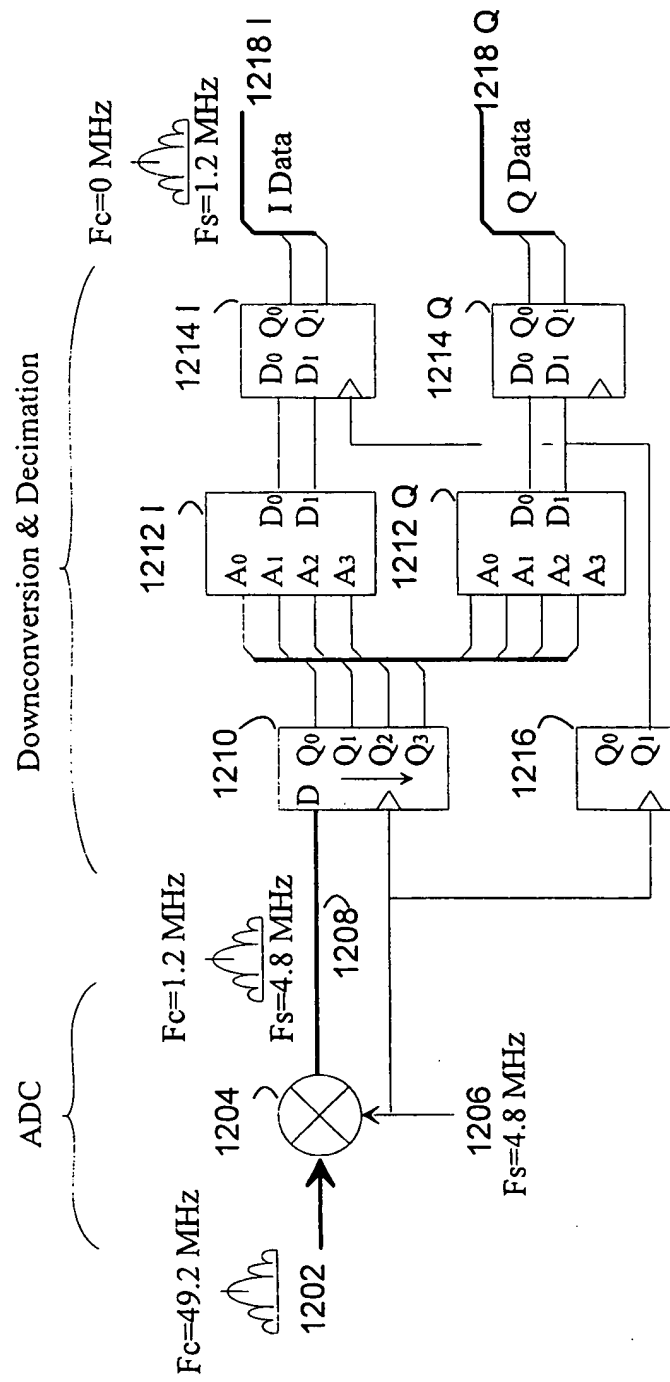 ADC
Downconversion & Decimation
Fc=49.2 MHz
1202
1204
1206
Fs=4.8 MHz
Fc=1.2 MHz
Fs=4.8 MHz
1208
1210
D Q0
Q1
Q2
Q3
1212 I
A0
A1 D0
A2 D1
A3
1214 I
D0 Q0
D1 Q1
Fc=0 MHz
Fs=1.2 MHz
I Data
1218 I
1212 Q
A0
A1 D0
A2 D1
A3
1214 Q
D0 Q0
D1 Q1
Q Data
1218 Q
1216
Q0
Q1